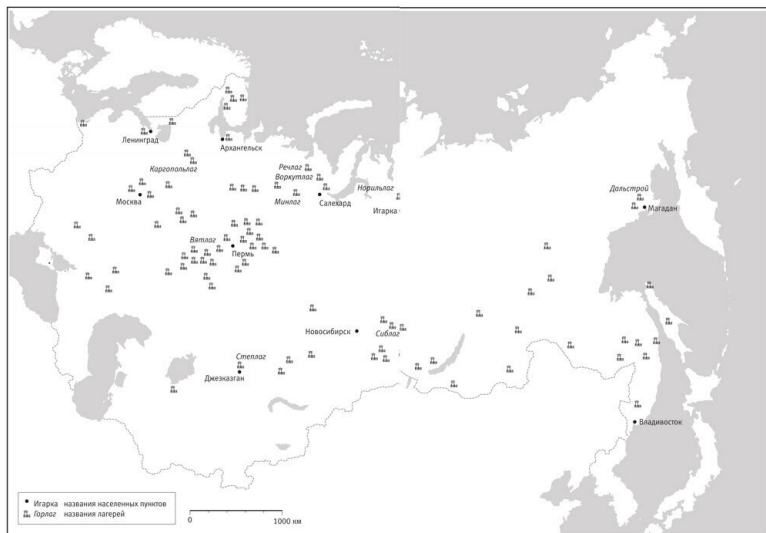 Ленинград
Архангельск
Каргопольлаг
Речлаг
Воркутлаг
Норильлаг
Дальстрой
Москва
Минлаг
Салехард
Игарка
Магадан
Вятлаг
Пермь
Новосибирск
Сиблаг
Степлаг
Джезказган
Владивосток
Игарка названия населенных пунктов
Горлаг названия лагерей
0 1000 км